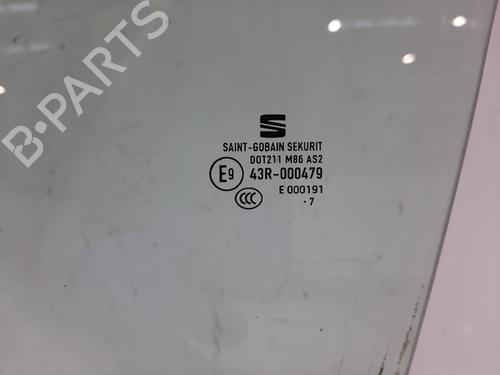 B-PARTS
SAINT-GOBAIN SEKURIT
DOT211 M86 AS2
E9 43R-000479
E 000191
CCC
·7